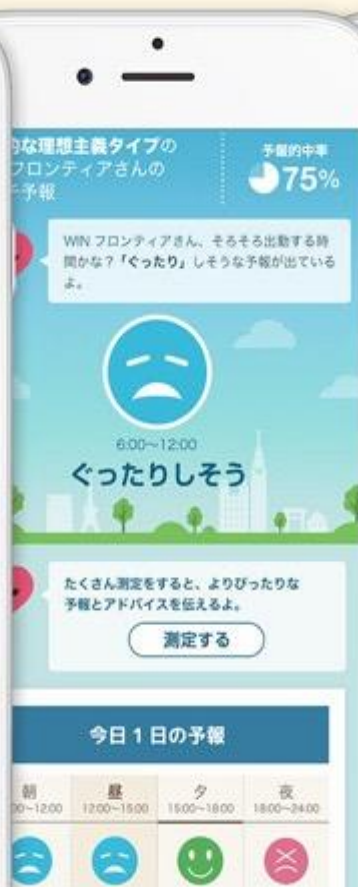 的な理想主義タイプの
フロンティアさんの
予報
予報的中率
75%
WIN フロンティアさん、そろそろ出勤する時
間かな？「ぐったり」しそうな予報が出ている
よ。
6:00〜12:00
ぐったりしそう
たくさん測定をすると、よりぴったりな
予報とアドバイスを伝えるよ。
測定する
今日1日の予報
朝 昼 夕 夜
00〜12:00 12:00〜15:00 15:00〜18:00 18:00〜24:00